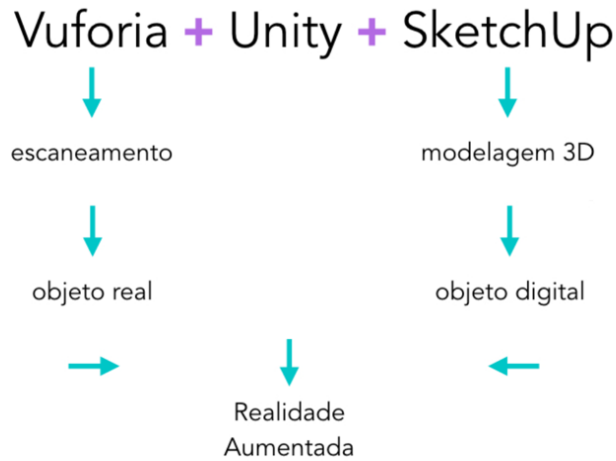 Vuforia + Unity + SketchUp
escaneamento
modelagem 3D
objeto real
objeto digital
Realidade
Aumentada